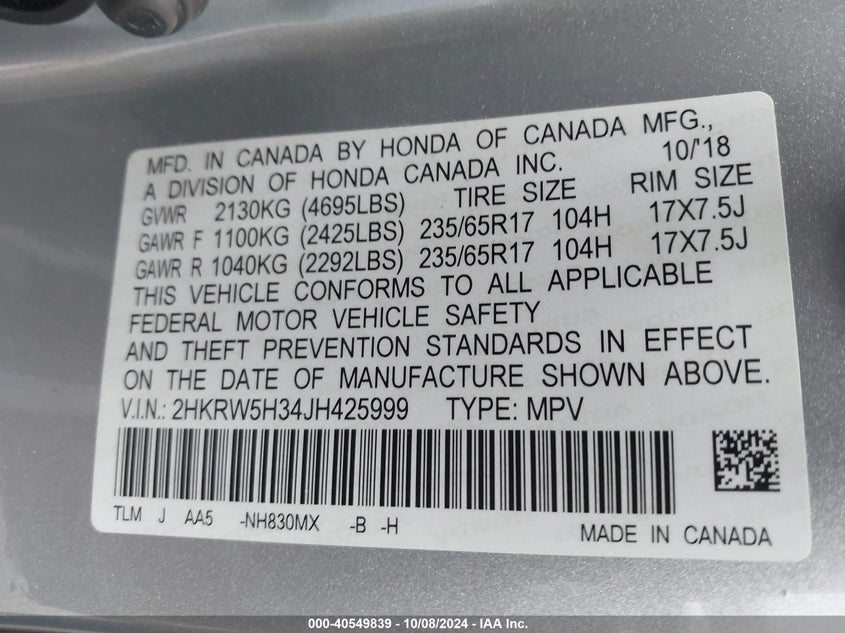 MFD. IN CANADA BY HONDA OF CANADA MFG.,
A DIVISION OF HONDA CANADA INC. 10/'18
GVWR 2130KG (4695LBS) TIRE SIZE RIM SIZE
GAWR F 1100KG (2425LBS) 235/65R17 104H 17X7.5J
GAWR R 1040KG (2292LBS) 235/65R17 104H 17X7.5J
THIS VEHICLE CONFORMS TO ALL APPLICABLE
FEDERAL MOTOR VEHICLE SAFETY
AND THEFT PREVENTION STANDARDS IN EFFECT
ON THE DATE OF MANUFACTURE SHOWN ABOVE.
V.I.N.: 2HKRW5H34JH425999 TYPE: MPV
TLM J AA5 -NH830MX -B -H
MADE IN CANADA
000-40549839 - 10/08/2024 - IAA Inc.